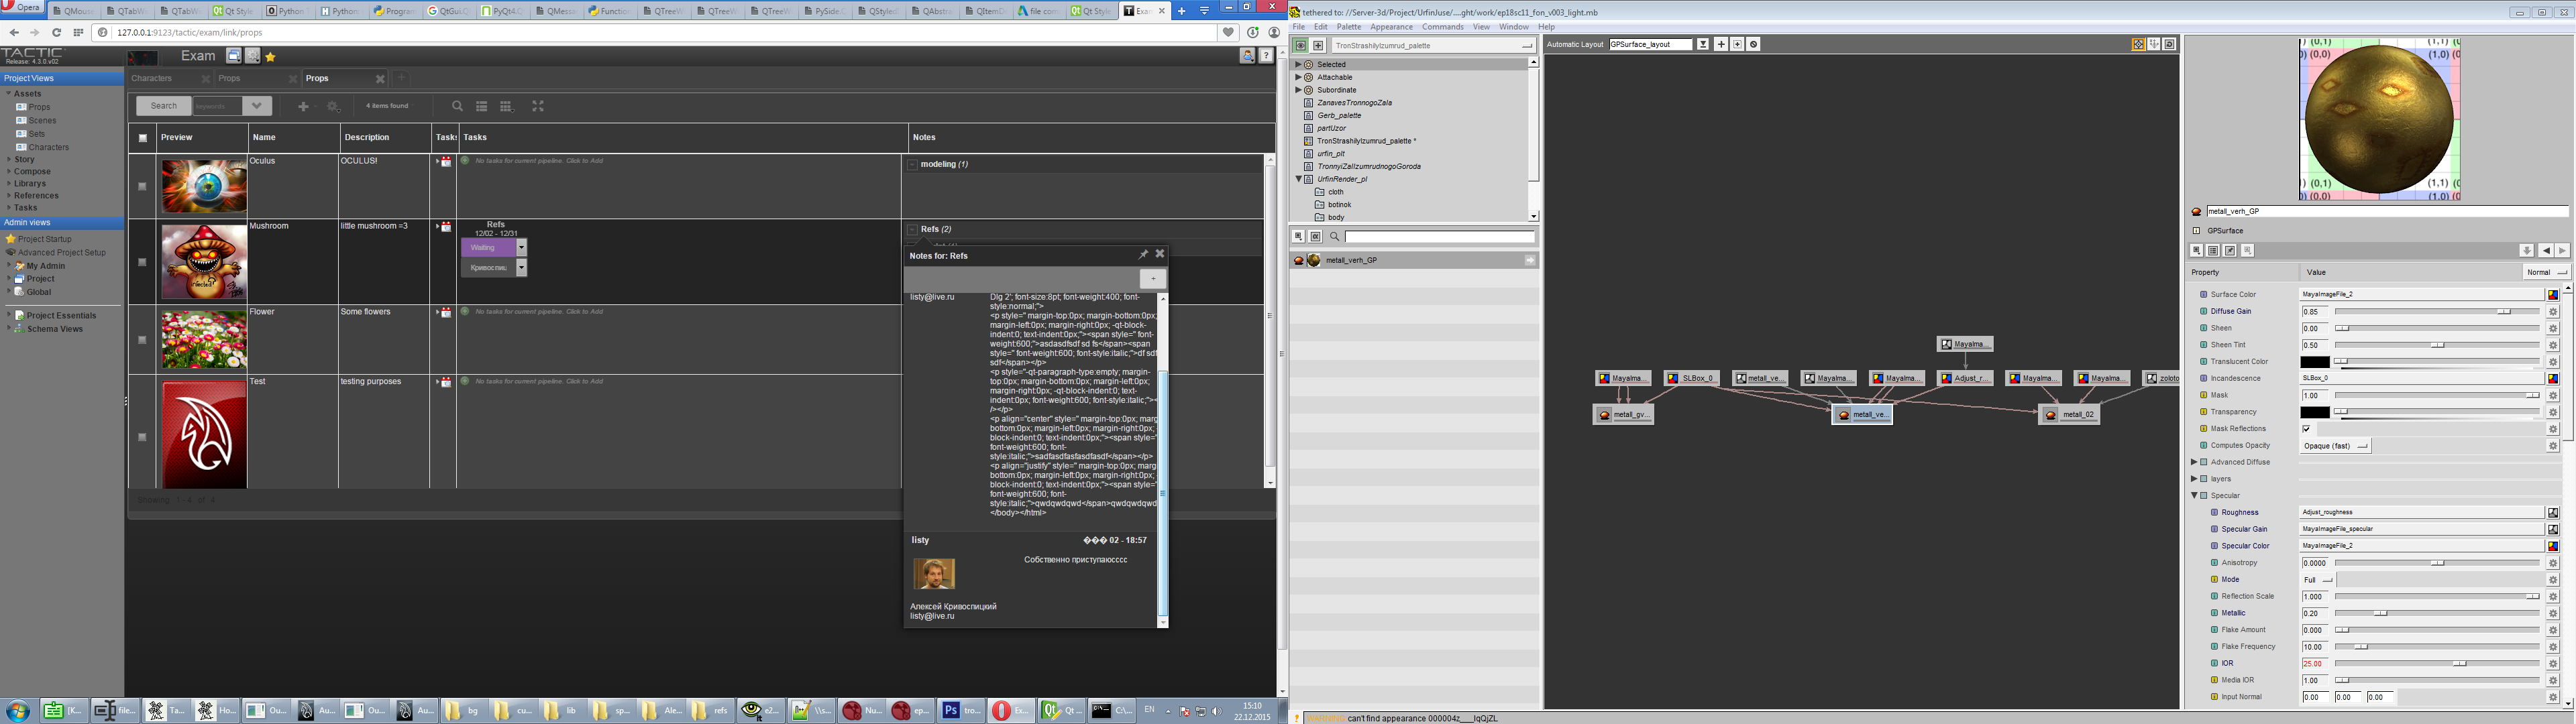 Opera
QMous
QTabW
QTabWi
Qt Style
Python
Python
Progran
QtGui.Q
PyQt4.Q
QMessa
Function
QTreeW
QTreeW
QTreeW
PySide.
QStyled
QAbstra
QItemDe
file com
Qt Style
Exa
127.0.0.1:9123/tactic/exam/link/props
TACTIC
Release: 4.3.0.v02
Exam
Project Views
Assets
Props
Scenes
Sets
Characters
Story
Compose
Librarys
References
Tasks
Admin views
Project Startup
Advanced Project Setup
My Admin
Project
Global
Project Essentials
Schema Views
Characters
Props
Props
Search
keywords
4 items found
Preview
Name
Description
Tasks
Tasks
Notes
Oculus
OCULUS!
No tasks for current pipeline. Click to Add
modeling (1)
Mushroom
little mushroom =3
Refs
12/02 - 12/31
Waiting
Кривоспиц
Refs (2)
Flower
Some flowers
No tasks for current pipeline. Click to Add
Test
testing purposes
No tasks for current pipeline. Click to Add
Showing 1 - 4 of 4
Notes for: Refs
+
listy@live.ru
Dlg 2'; font-size:8pt; font-weight:400; font-
style:normal;">
<p style=" margin-top:0px; margin-bottom:0px;
margin-left:0px; margin-right:0px; -qt-block-
indent:0; text-indent:0px;"><span style=" font-
weight:600;">asdasdfsdf sd fs</span><span
style=" font-weight:600; font-style:italic;">df sdf
sdf</span></p>
<p style="-qt-paragraph-type:empty; margin-
top:0px; margin-bottom:0px; margin-left:0px;
margin-right:0px; -qt-block-indent:0; text-
indent:0px; font-weight:600; font-style:italic;"><
/></p>
<p align="center" style=" margin-top:0px; marg
bottom:0px; margin-left:0px; margin-right:0px;
block-indent:0; text-indent:0px;"><span style="
font-weight:600; font-
style:italic;">sadfasdfasfasdfasdf</span></p>
<p align="justify" style=" margin-top:0px; marg
bottom:0px; margin-left:0px; margin-right:0px;
block-indent:0; text-indent:0px;"><span style="
font-weight:600; font-
style:italic;">qwdqwdqwd</span>qwdqwdqwd
</body></html>
listy
��� 02 - 18:57
Собственно приступаюсссс
Алексей Кривоспицкий
listy@live.ru
[K...
file...
Ta...
Ho...
Ou...
Au...
Ou...
Au...
bg
cu...
lib
sp...
Ale...
refs
e2...
\\s...
Nu...
ep...
tro...
Ex...
Qt ...
C:\...
EN
15:10
22.12.2015
tethered to: //Server-3d/Project/UrfinJuse/....ght/work/ep18sc11_fon_v003_light.mb
File
Edit
Palette
Appearance
Commands
View
Window
Help
TronStrashilyIzumrud_palette
Automatic Layout
GPSurface_layout
Selected
Attachable
Subordinate
ZanavesTronnogoZala
Gerb_palette
partUzor
TronStrashilyIzumrud_palette *
urfin_plt
TronnyiZalIzumrudnogoGoroda
UrfinRender_pl
cloth
botinok
body
metall_verh_GP
MayaIma...
MayaIma...
SLBox_0
metall_ve...
MayaIma...
MayaIma...
Adjust_r...
MayaIma...
MayaIma...
zoloto
metall_gv...
metall_ve...
metall_02
(0,0)
(0,0)
(1,0)
(0,1)
(0,1)
(1,1)
metall_verh_GP
GPSurface
Property
Value
Normal
Surface Color
MayaImageFile_2
Diffuse Gain
0.85
Sheen
0.00
Sheen Tint
0.50
Translucent Color
Incandescence
SLBox_0
Mask
1.00
Transparency
Mask Reflections
Computes Opacity
Opaque (fast)
Advanced Diffuse
layers
Specular
Roughness
Adjust_roughness
Specular Gain
MayaImageFile_specular
Specular Color
MayaImageFile_2
Anisotropy
0.0000
Mode
Full
Reflection Scale
1.000
Metallic
0.20
Flake Amount
0.000
Flake Frequency
10.00
IOR
25.00
Media IOR
1.00
Input Normal
0.00
0.00
0.00
WARNING can't find appearance 000004z___IqQjZL